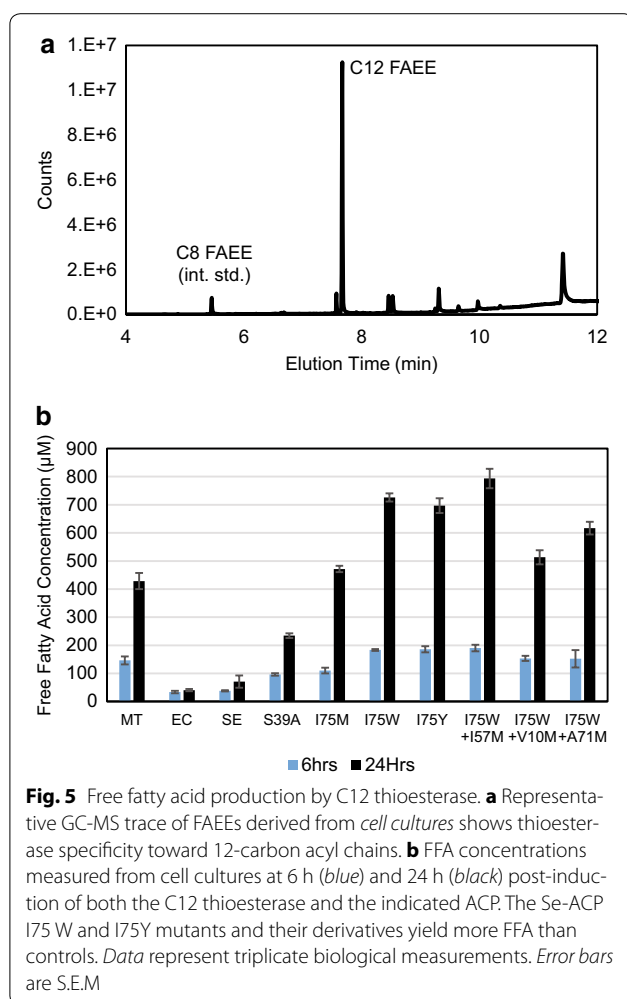 a
1.E+7
1.E+7
8.E+6
6.E+6
4.E+6
2.E+6
0.E+0
Counts
C12 FAEE
C8 FAEE
(int. std.)
4 6 8 10 12
Elution Time (min)
b
900
800
700
600
500
400
300
200
100
0
Free Fatty Acid Concentration (µM)
MT EC SE S39A I75M I75W I75Y I75W I75W I75W
+I57M +V10M +A71M
6hrs 24Hrs
Fig. 5 Free fatty acid production by C12 thioesterase. a Representa-
tive GC-MS trace of FAEEs derived from cell cultures shows thioester-
ase specificity toward 12-carbon acyl chains. b FFA concentrations
measured from cell cultures at 6 h (blue) and 24 h (black) post-induc-
tion of both the C12 thioesterase and the indicated ACP. The Se-ACP
I75 W and I75Y mutants and their derivatives yield more FFA than
controls. Data represent triplicate biological measurements. Error bars
are S.E.M